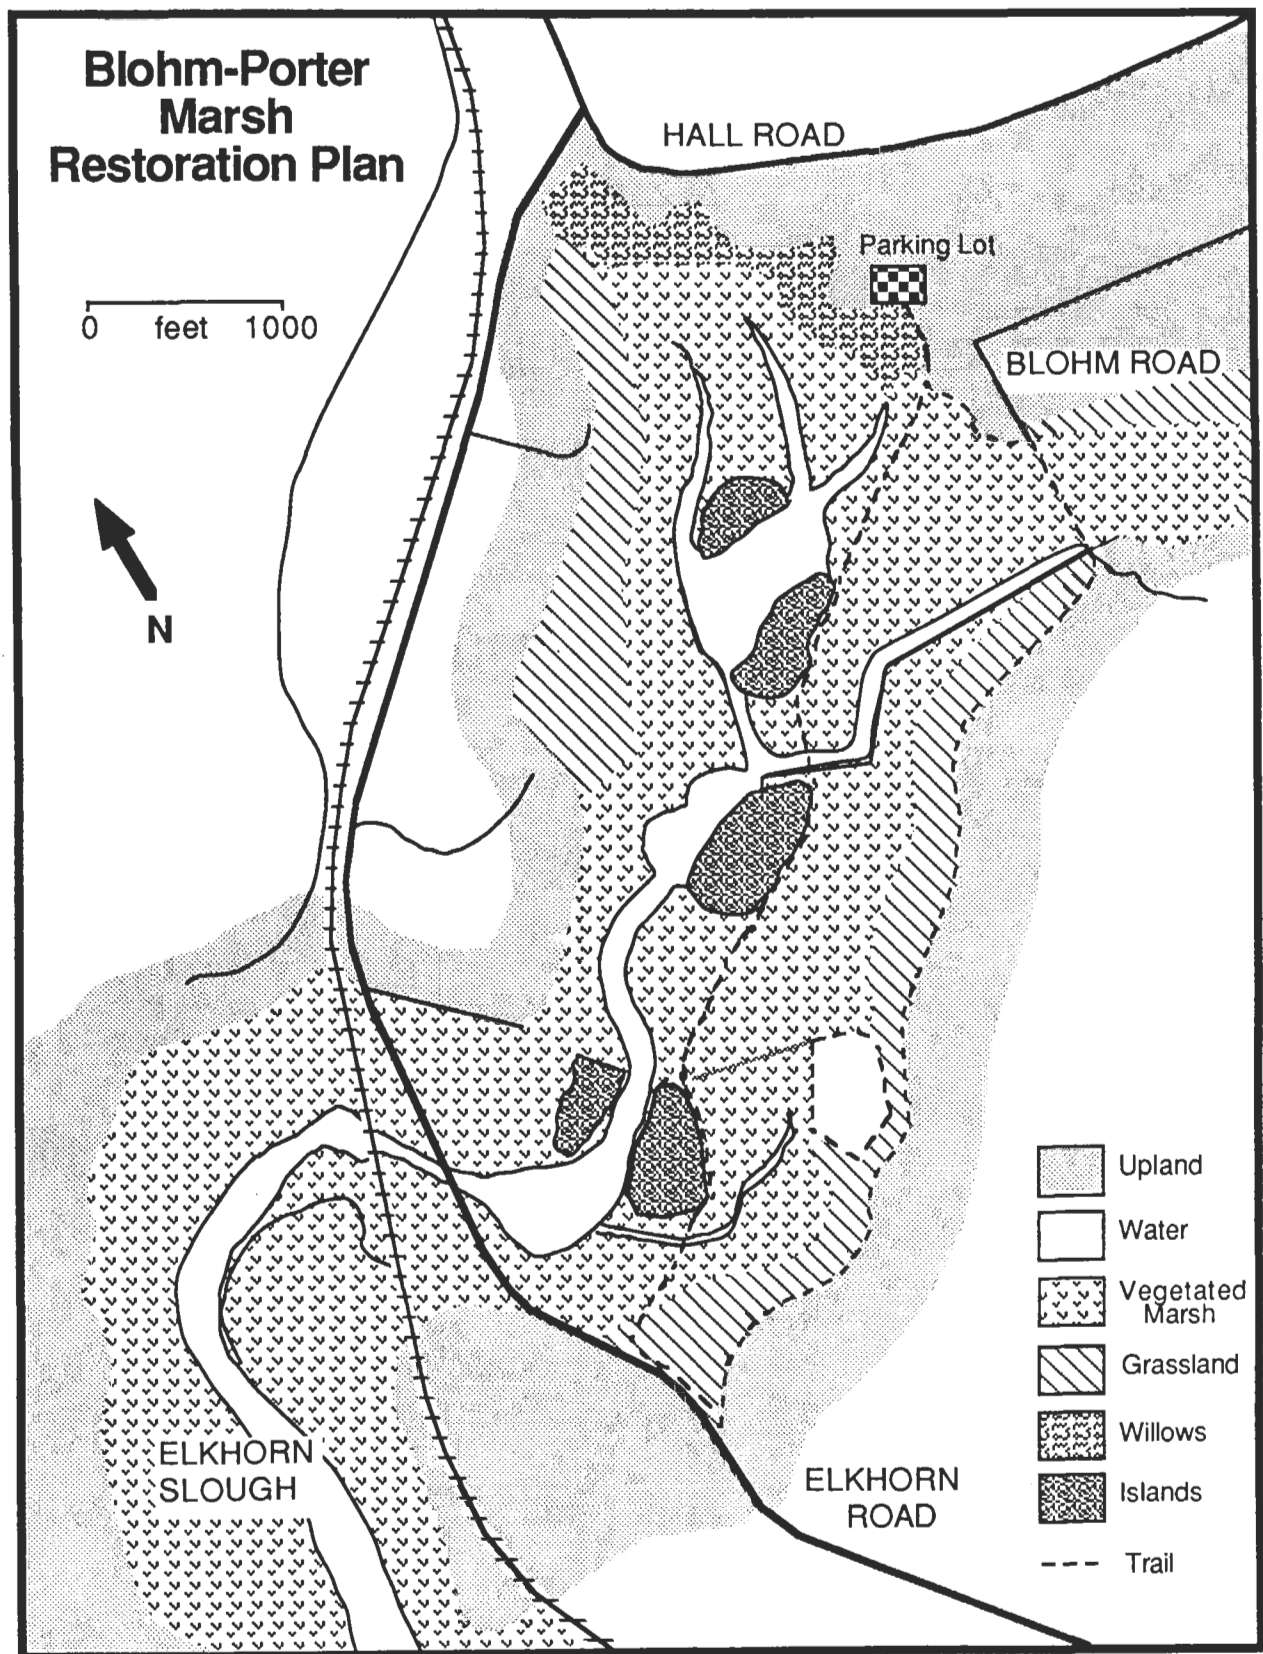 Blohm-Porter
Marsh
Restoration Plan
HALL ROAD
Parking Lot
0 feet 1000
BLOHM ROAD
N
Upland
Water
Vegetated
Marsh
Grassland
Willows
Islands
Trail
ELKHORN
SLOUGH
ELKHORN
ROAD